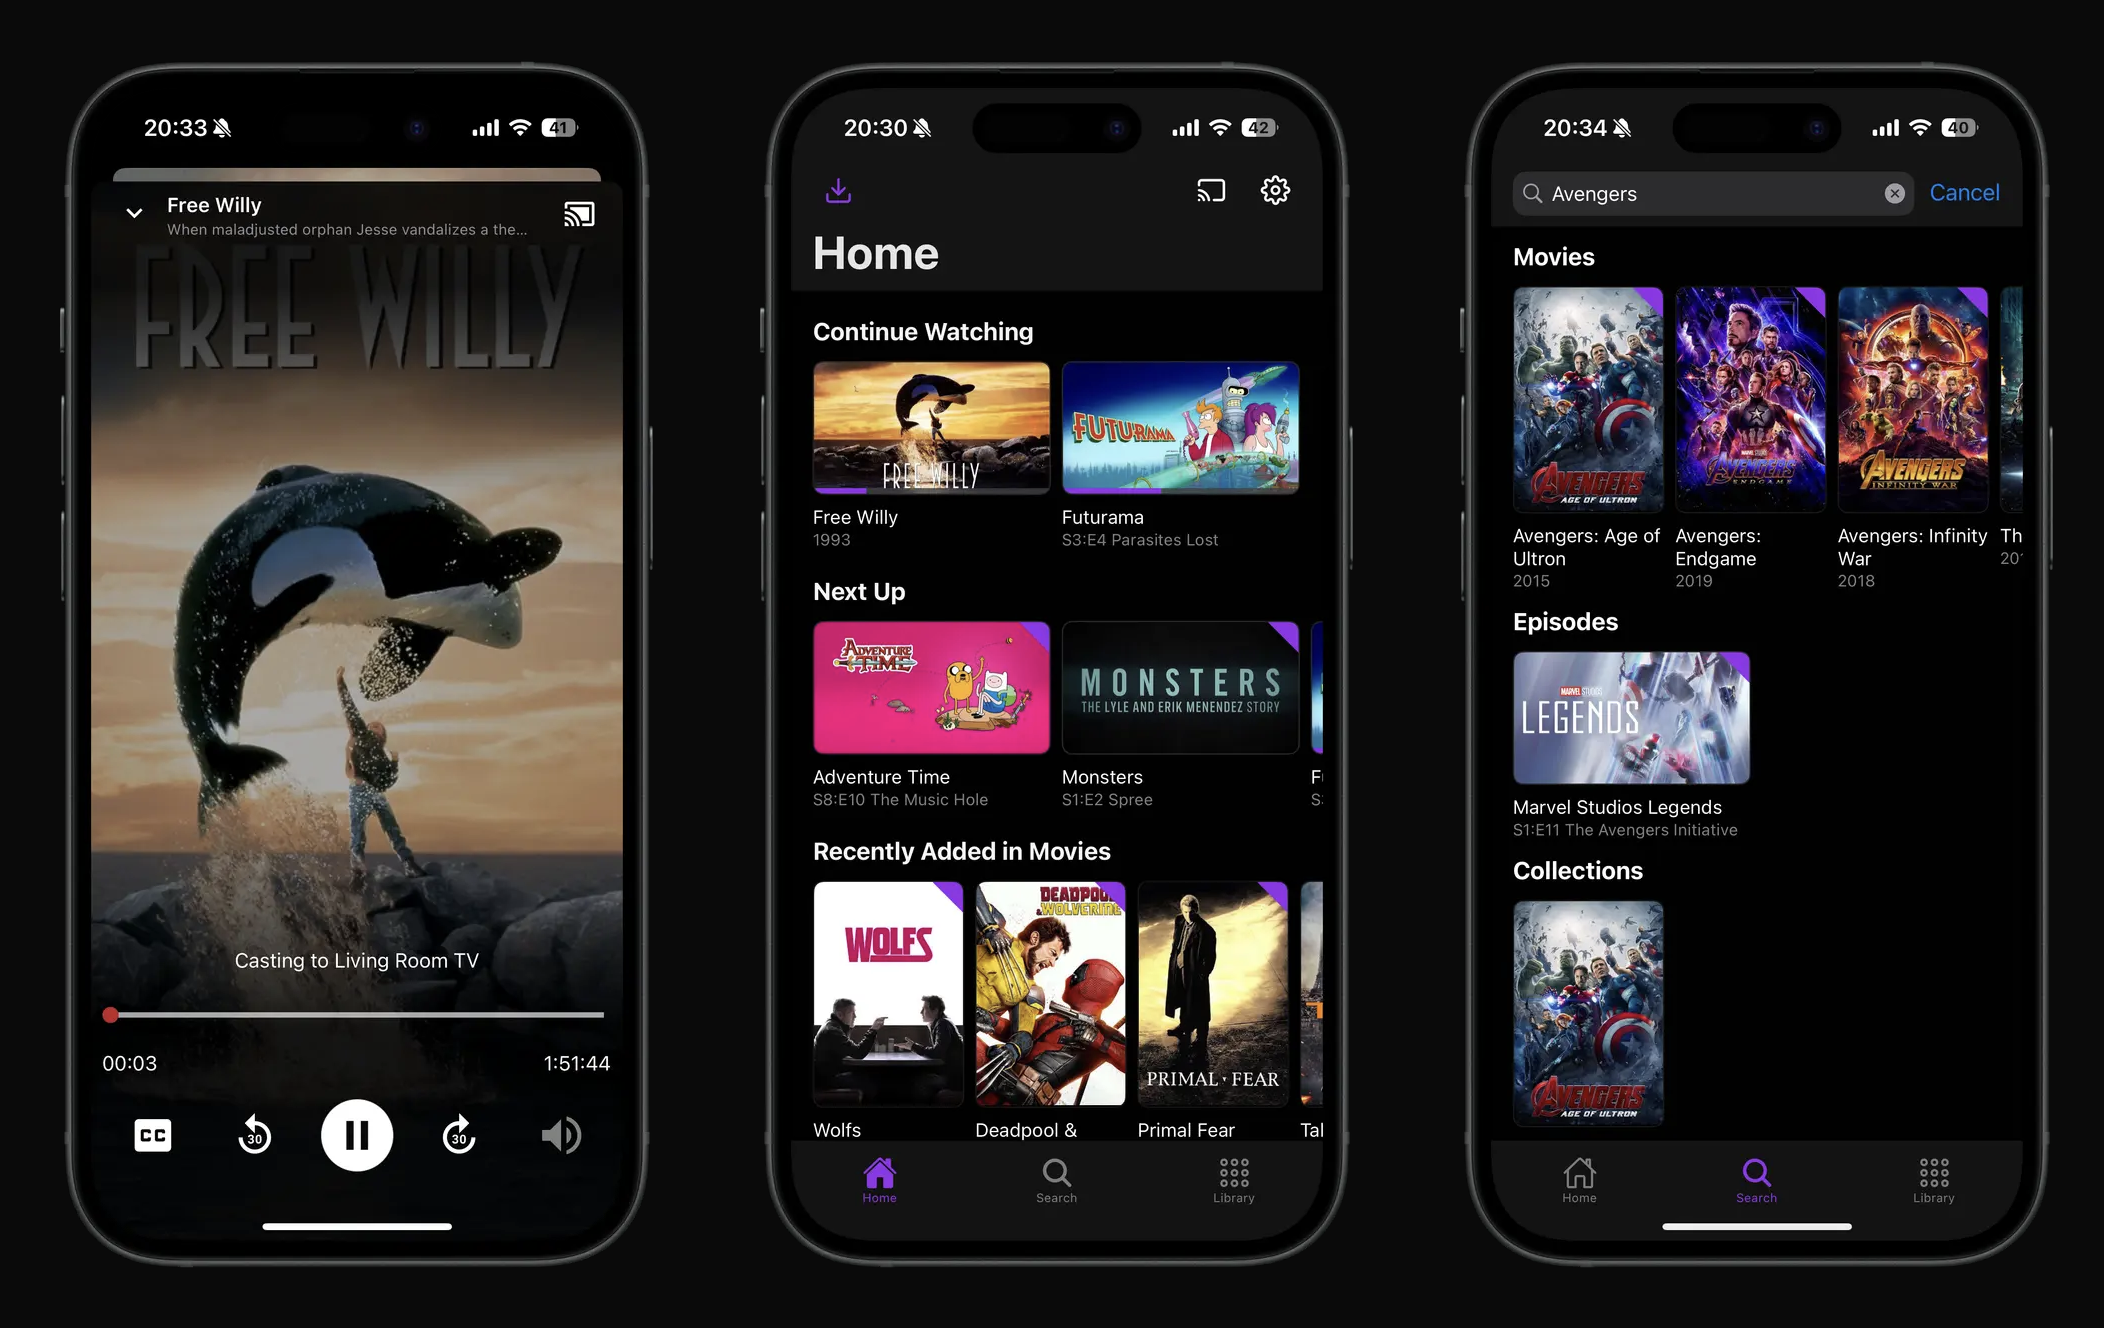 20:33
41
Free Willy
When maladjusted orphan Jesse vandalizes a the...
FREE WILLY
Casting to Living Room TV
00:03
1:51:44
CC
30
30
20:30
42
Home
Continue Watching
FREE WILLY
FUTURAMA
Free Willy
1993
Futurama
S3:E4 Parasites Lost
Next Up
ADVENTURE
TIME
MONSTERS
THE LYLE AND ERIK MENENDEZ STORY
Adventure Time
S8:E10 The Music Hole
Monsters
S1:E2 Spree
Recently Added in Movies
WOLFS
DEADPOOL
& WOLVERINE
PRIMAL FEAR
Wolfs
Deadpool &
Primal Fear
Home
Search
Library
20:34
40
Avengers
Cancel
Movies
AVENGERS
AGE OF ULTRON
MARVEL STUDIOS
AVENGERS
ENDGAME
AVENGERS
INFINITY WAR
Avengers: Age of
Ultron
2015
Avengers:
Endgame
2019
Avengers: Infinity
War
2018
Th
20
Episodes
MARVEL STUDIOS
LEGENDS
Marvel Studios Legends
S1:E11 The Avengers Initiative
Collections
AVENGERS
AGE OF ULTRON
Home
Search
Library